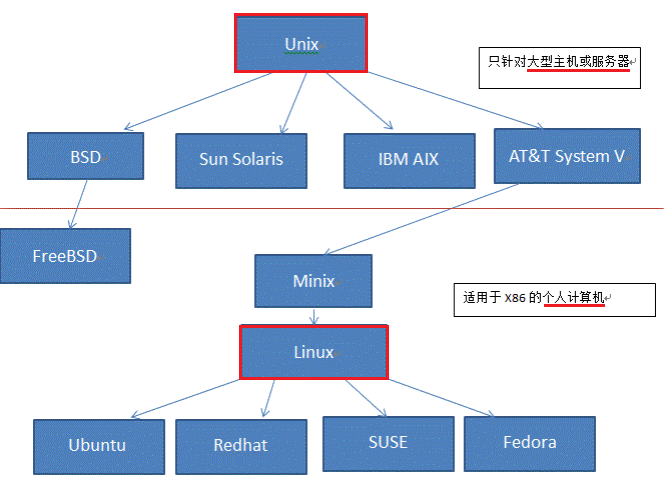 Unix
只针对大型主机或服务器
BSD
Sun Solaris
IBM AIX
AT&T System V
FreeBSD
Minix
适用于 X86 的个人计算机
Linux
Ubuntu
Redhat
SUSE
Fedora